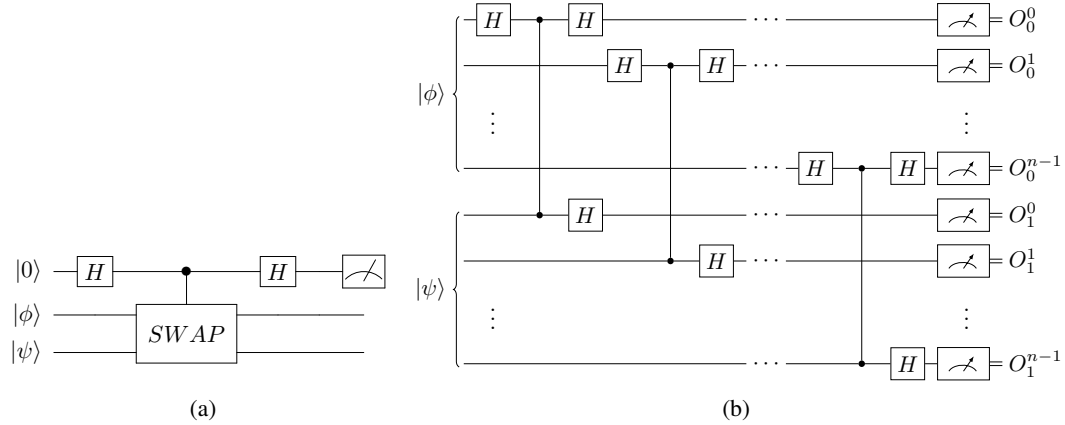 |0⟩ H H
|ϕ⟩
SWAP
|ψ⟩
(a)
H H ··· O_0^0
H H ··· O_0^1
|ϕ⟩
⋮ ⋮
··· H H O_0^{n−1}
H ··· O_1^0
H ··· O_1^1
|ψ⟩
⋮ ⋮
··· H O_1^{n−1}
(b)